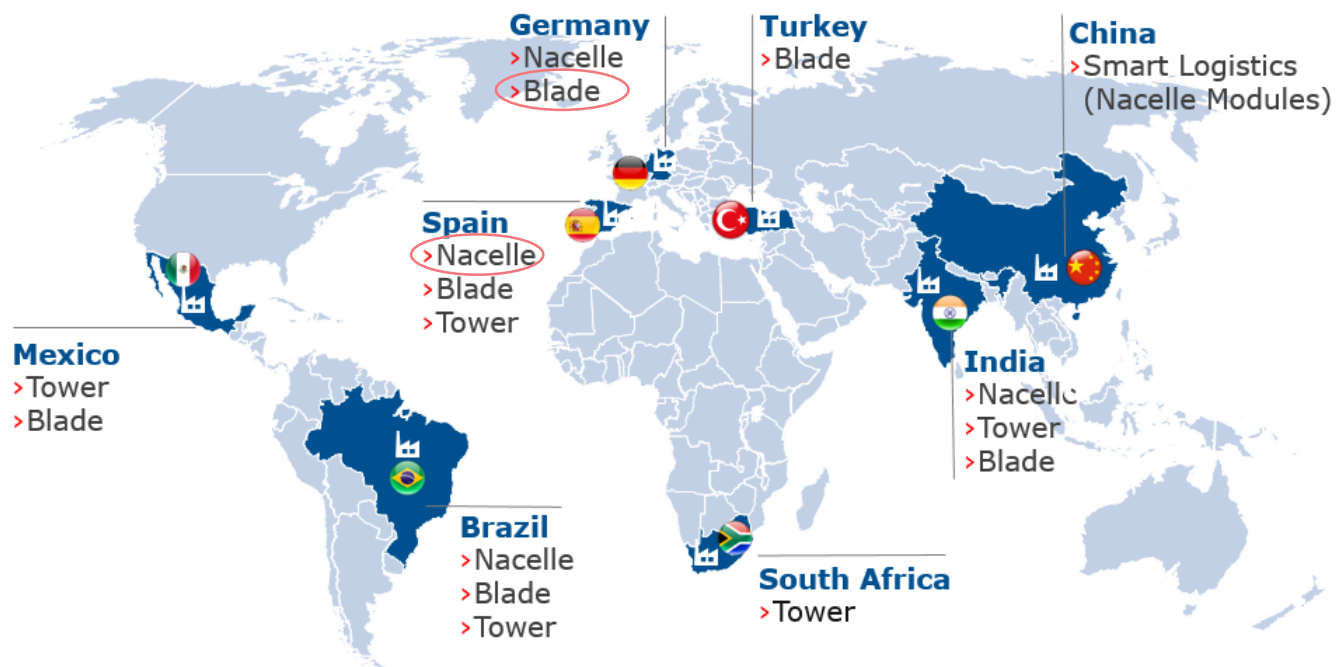 Germany
>Nacelle
>Blade
Turkey
>Blade
China
>Smart Logistics
(Nacelle Modules)
Spain
>Nacelle
>Blade
>Tower
Mexico
>Tower
>Blade
India
>Nacelle
>Tower
>Blade
Brazil
>Nacelle
>Blade
>Tower
South Africa
>Tower